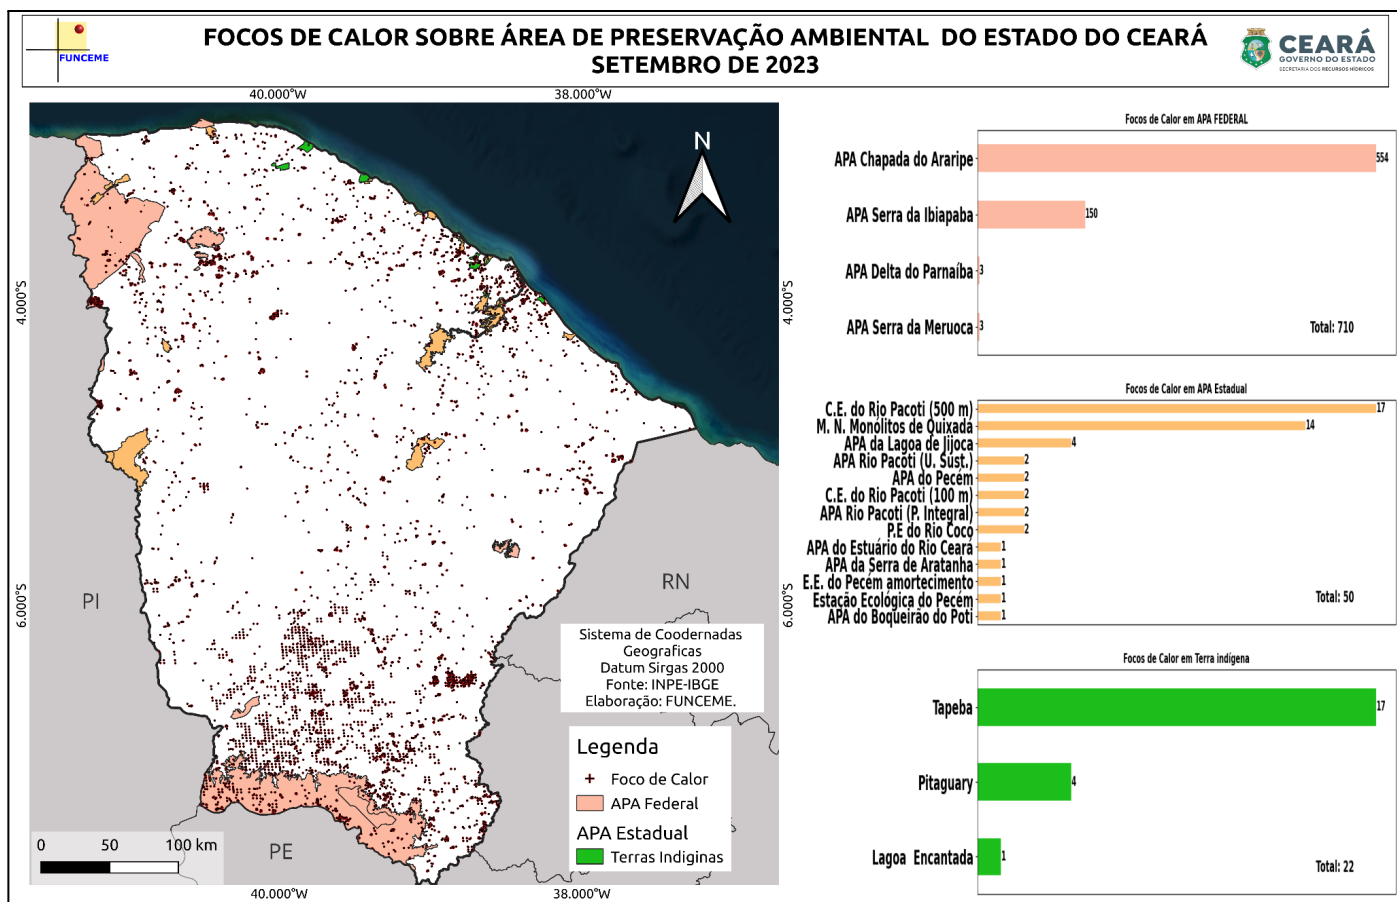 FOCOS DE CALOR SOBRE ÁREA DE PRESERVAÇÃO AMBIENTAL DO ESTADO DO CEARÁ
SETEMBRO DE 2023
FUNCEME
CEARÁ
GOVERNO DO ESTADO
SECRETARIA DOS RECURSOS HÍDRICOS
40.000°W
38.000°W
N
4.000°S
4.000°S
6.000°S
6.000°S
PI
RN
PE
Sistema de Coodernadas
Geograficas
Datum Sirgas 2000
Fonte: INPE-IBGE
Elaboração: FUNCEME.
Legenda
Foco de Calor
APA Federal
APA Estadual
Terras Indiginas
0 50 100 km
40.000°W
38.000°W
Focos de Calor em APA FEDERAL
APA Chapada do Araripe 554
APA Serra da Ibiapaba 150
APA Delta do Parnaíba 3
APA Serra da Meruoca 3
Total: 710
Focos de Calor em APA Estadual
C.E. do Rio Pacoti (500 m) 17
M. N. Monólitos de Quixadá 14
APA da Lagoa de Jijoca 4
APA Rio Pacoti (U. Sust.) 2
APA do Pecém 2
C.E. do Rio Pacoti (100 m) 2
APA Rio Pacoti (P. Integral) 2
P.E do Rio Cocó 2
APA do Estuário do Rio Ceará 1
APA da Serra de Aratanha 1
E.E. do Pecém amortecimento 1
Estação Ecológica do Pecém 1
APA do Boqueirão do Poti 1
Total: 50
Focos de Calor em Terra indígena
Tapeba 17
Pitaguary 4
Lagoa Encantada 1
Total: 22